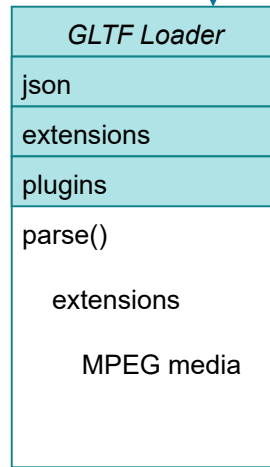 GLTF Loader
json
extensions
plugins
parse()
extensions
MPEG media